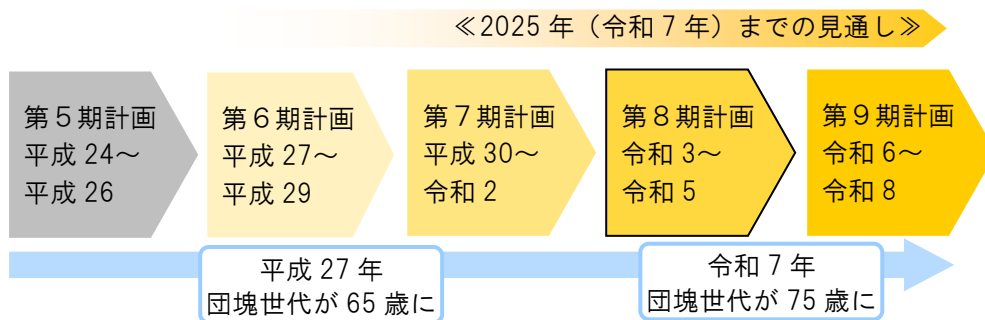 ≪2025年（令和7年）までの見通し≫
第５期計画
平成 24～
平成 26
第６期計画
平成 27～
平成 29
第７期計画
平成 30～
令和 2
第８期計画
令和 3～
令和 5
第９期計画
令和 6～
令和 8
平成 27 年
団塊世代が 65 歳に
令和 7 年
団塊世代が 75 歳に